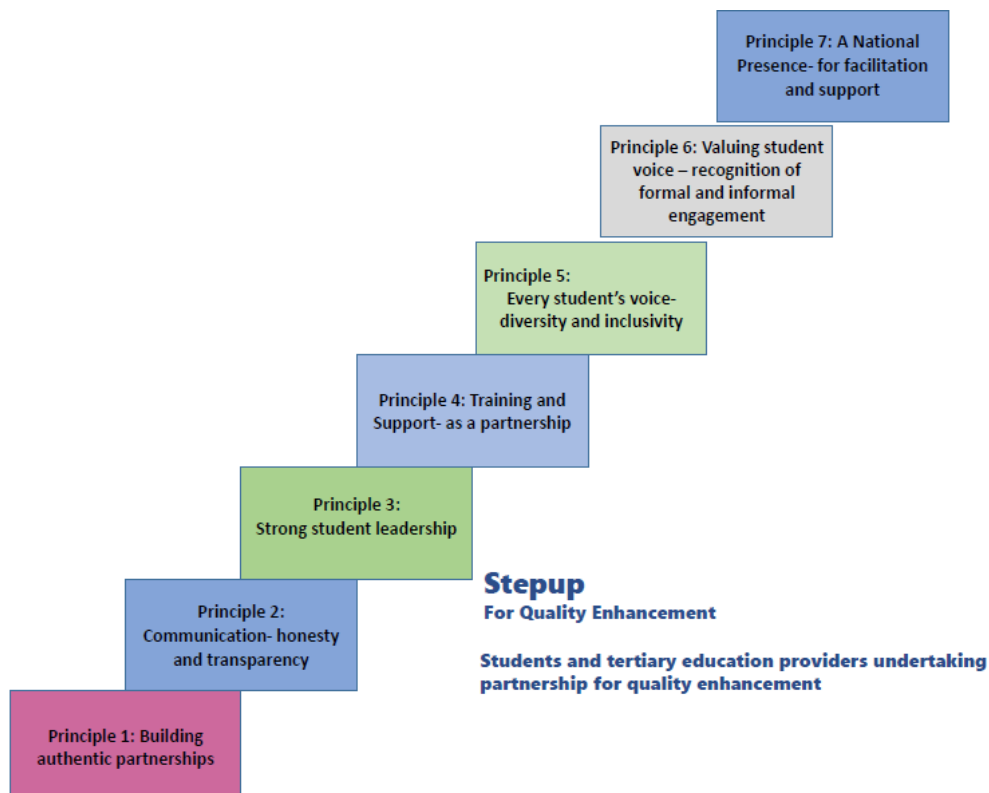 Principle 7: A National
Presence- for facilitation
and support
Principle 6: Valuing student
voice – recognition of
formal and informal
engagement
Principle 5:
Every student’s voice-
diversity and inclusivity
Principle 4: Training and
Support- as a partnership
Principle 3:
Strong student leadership
Stepup
For Quality Enhancement
Principle 2:
Communication- honesty
and transparency
Students and tertiary education providers undertaking
partnership for quality enhancement
Principle 1: Building
authentic partnerships